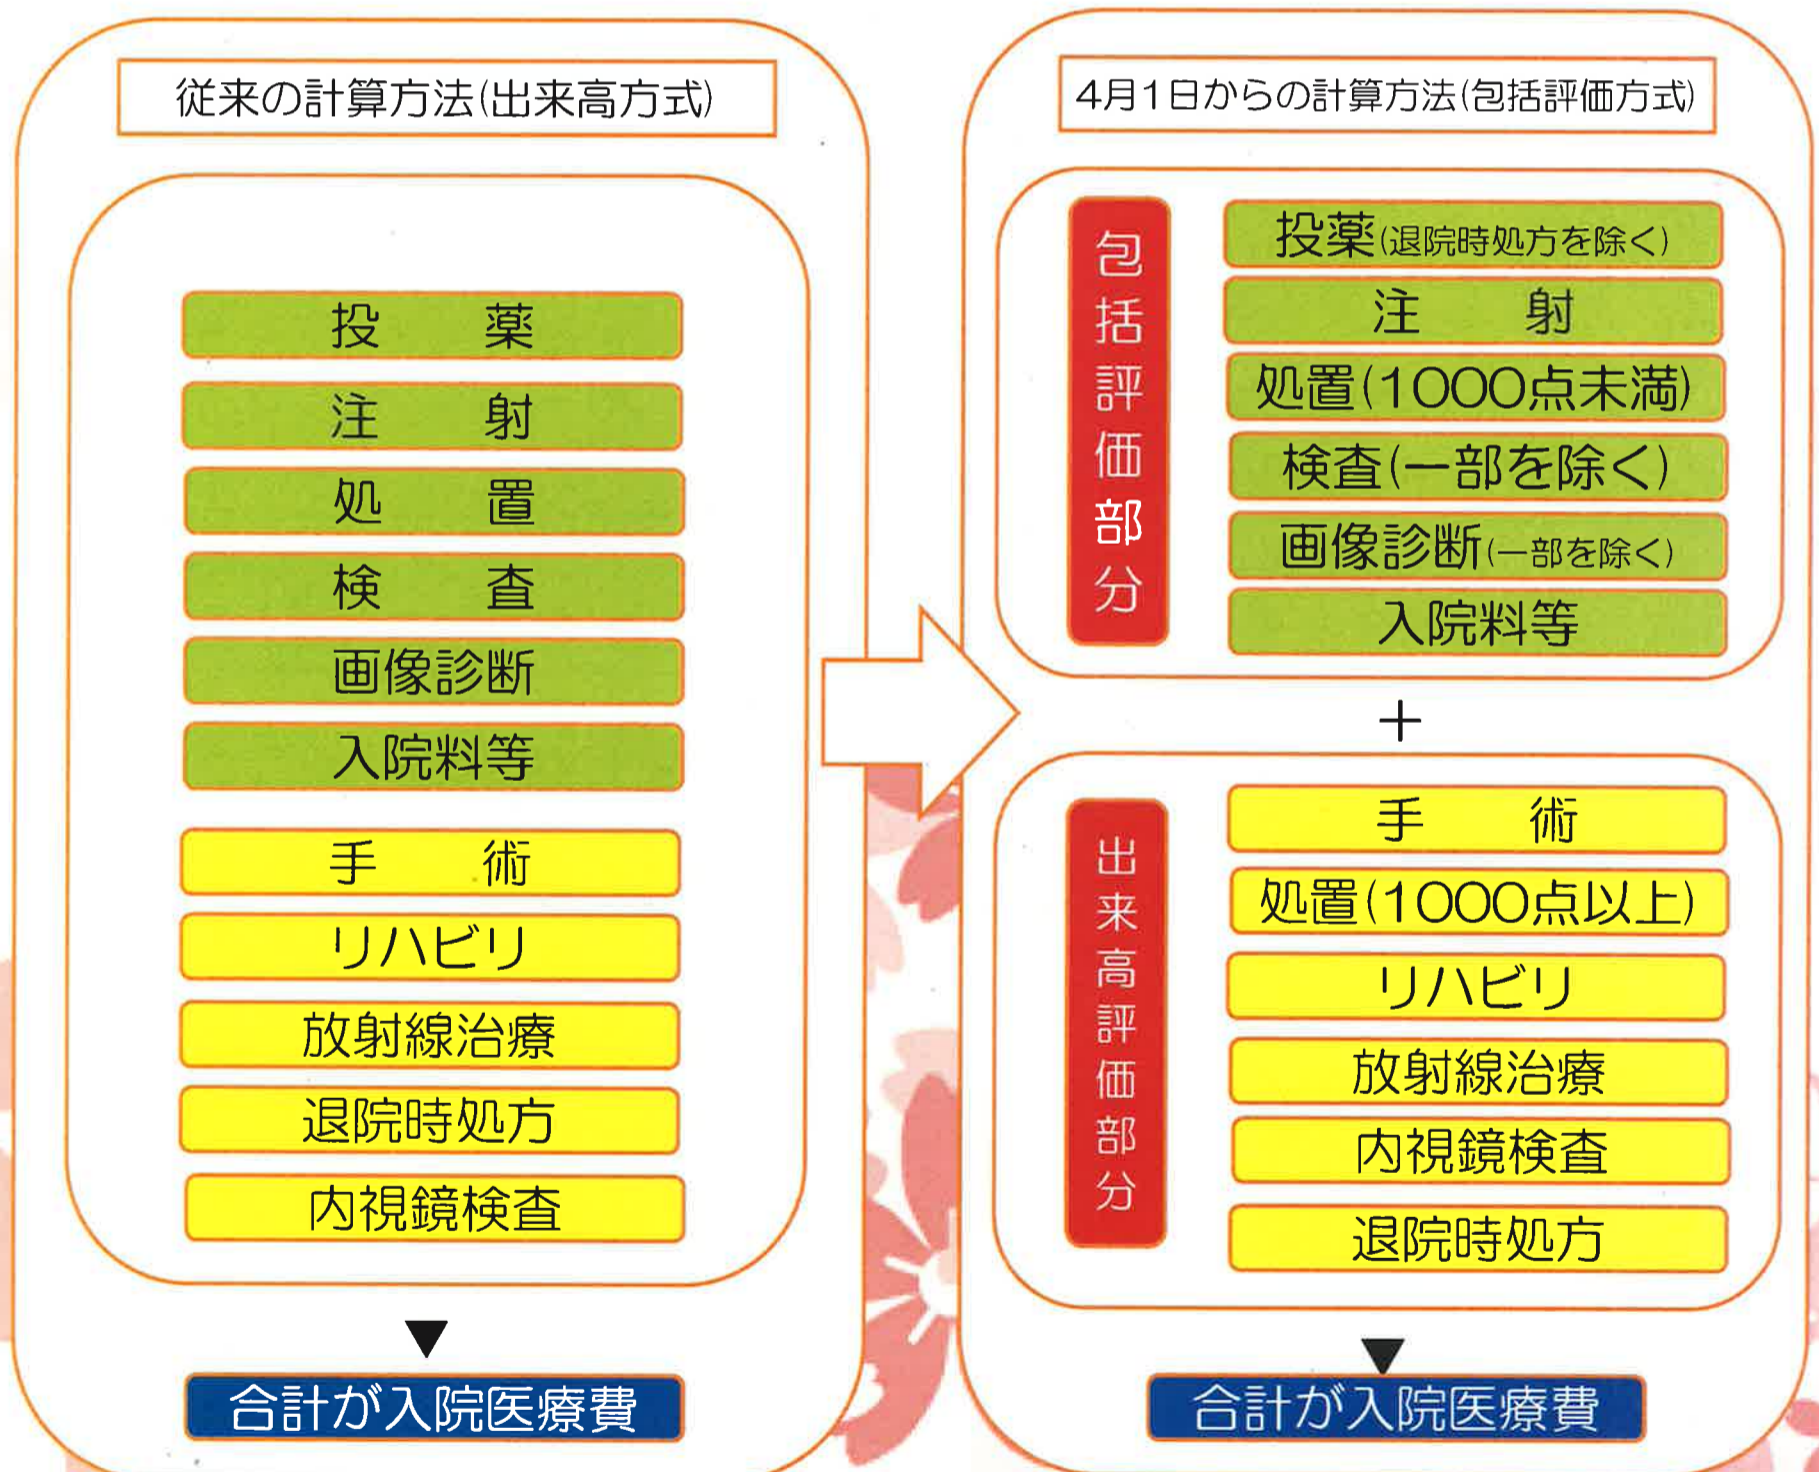 従来の計算方法(出来高方式)
投薬
注射
処置
検査
画像診断
入院料等
手術
リハビリ
放射線治療
退院時処方
内視鏡検査
▼
合計が入院医療費
4月1日からの計算方法(包括評価方式)
包括評価部分
投薬(退院時処方を除く)
注射
処置(1000点未満)
検査(一部を除く)
画像診断(一部を除く)
入院料等
+
出来高評価部分
手術
処置(1000点以上)
リハビリ
放射線治療
内視鏡検査
退院時処方
▼
合計が入院医療費